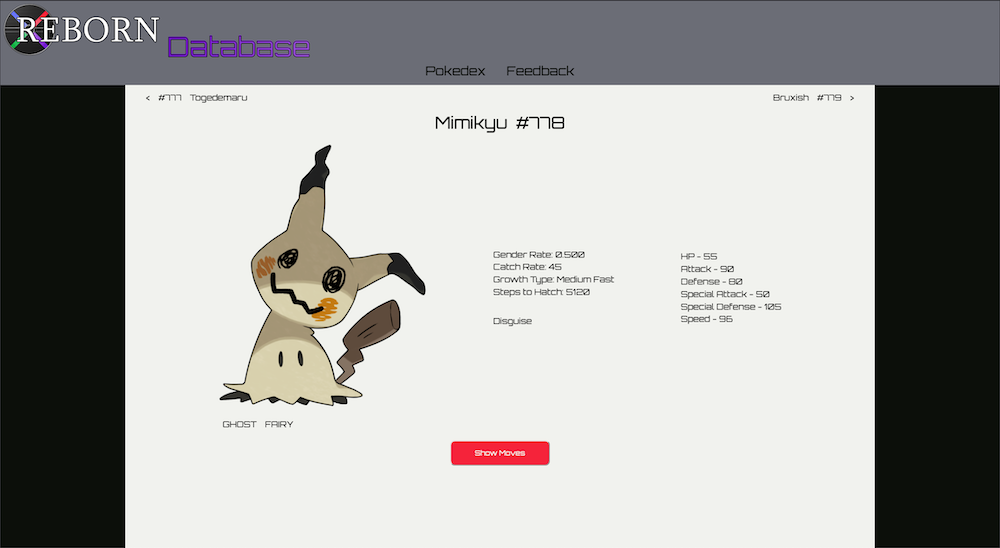 REBORN
Database
Pokedex Feedback
< #777 Togedemaru
Bruxish #779 >
Mimikyu #778
Gender Rate: 0.500
Catch Rate: 45
Growth Type: Medium Fast
Steps to Hatch: 5120
Disguise
HP - 55
Attack - 90
Defense - 80
Special Attack - 50
Special Defense - 105
Speed - 96
GHOST FAIRY
Show Moves